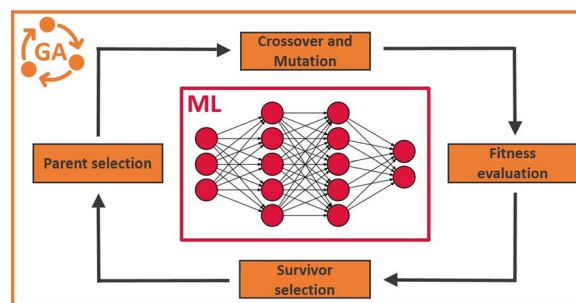 GA
Crossover and
Mutation
ML
Parent selection
Fitness
evaluation
Survivor
selection